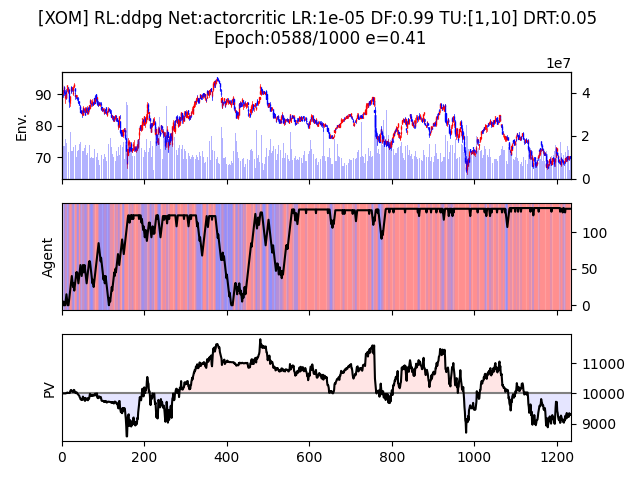 [XOM] RL:ddpg Net:actorcritic LR:1e-05 DF:0.99 TU:[1,10] DRT:0.05
Epoch:0588/1000 e=0.41
1e7
Env.
90
80
70
4
2
0
Agent
100
50
0
PV
11000
10000
9000
0 200 400 600 800 1000 1200